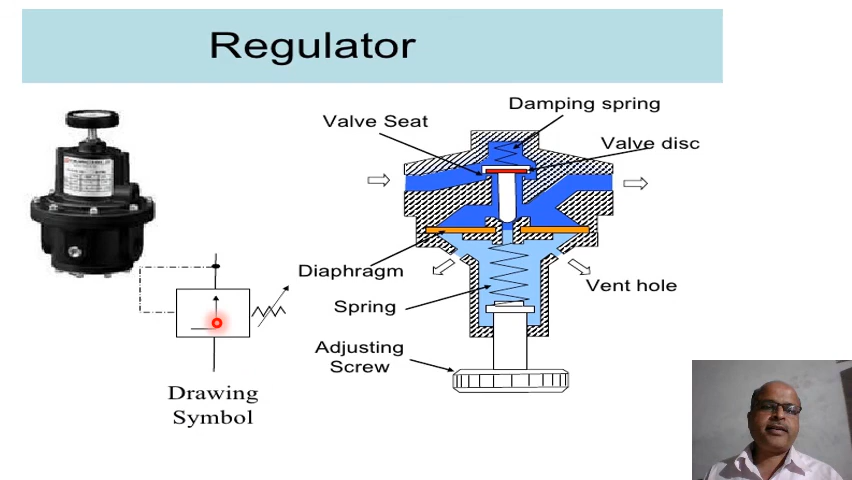 Regulator
Damping spring
Valve Seat
Valve disc
Diaphragm
Vent hole
Spring
Adjusting
Screw
Drawing
Symbol